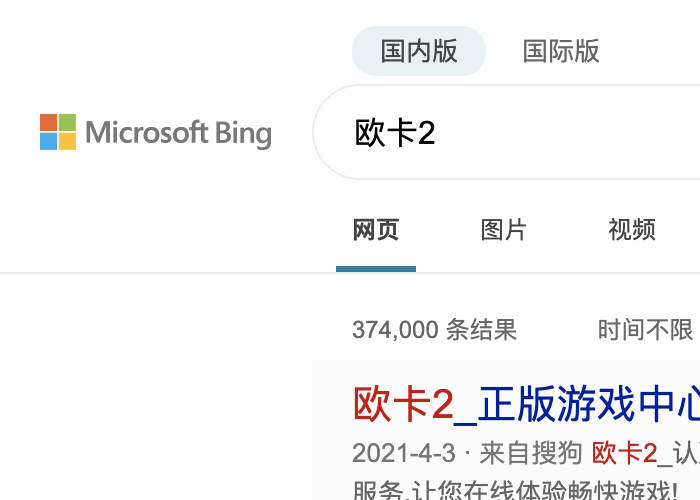 国内版 国际版
Microsoft Bing
欧卡2
网页 图片 视频
374,000 条结果 时间不限
欧卡2_正版游戏中心
2021-4-3 · 来自搜狗 欧卡2_认
服务,让您在线体验畅快游戏!